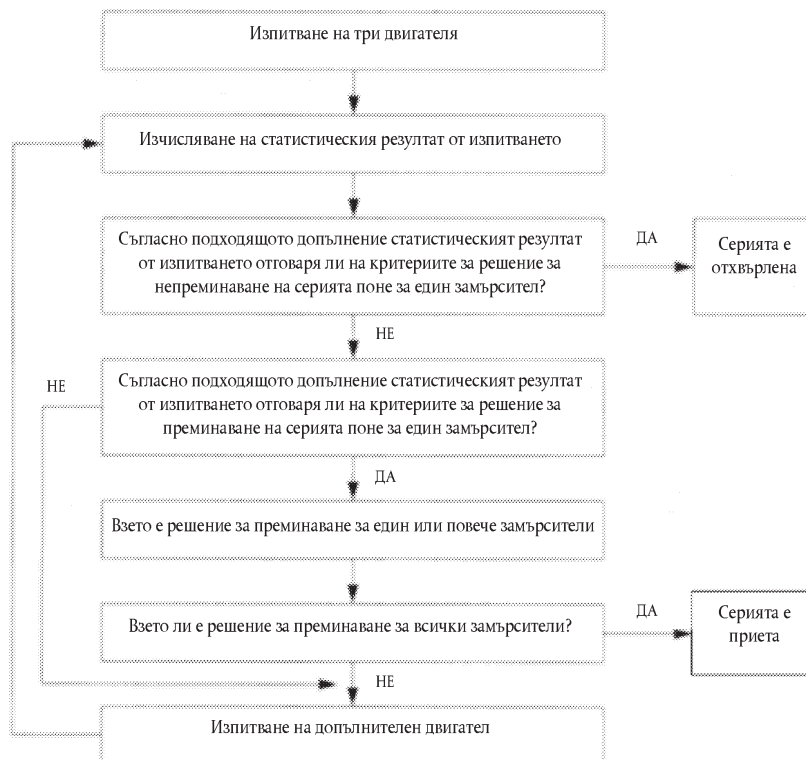 Изпитване на три двигателя
Изчисляване на статистическия резултат от изпитването
Съгласно подходящото допълнение статистическият резултат
от изпитването отговаря ли на критериите за решение за
непреминаване на серията поне за един замърсител?
ДА
Серията е
отхвърлена
НЕ
НЕ
Съгласно подходящото допълнение статистическият резултат
от изпитването отговаря ли на критериите за решение за
преминаване на серията поне за един замърсител?
ДА
Взето е решение за преминаване за един или повече замърсители
Взето ли е решение за преминаване за всички замърсители?
ДА
Серията е
приета
НЕ
Изпитване на допълнителен двигател